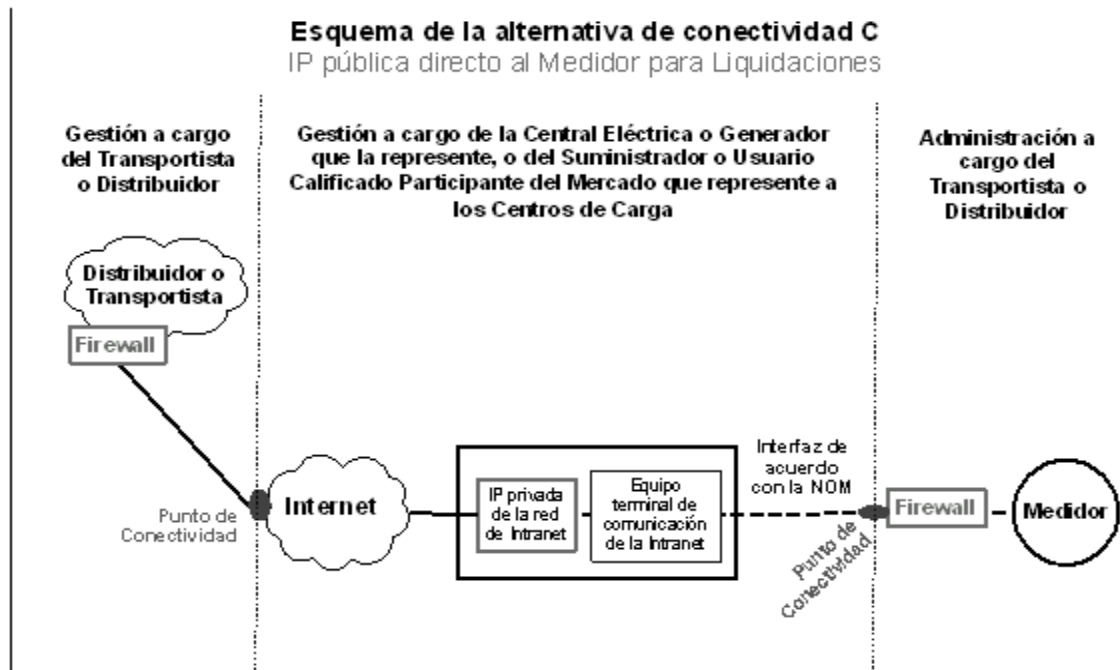 Esquema de la alternativa de conectividad C
IP pública directo al Medidor para Liquidaciones
Gestión a cargo
del Transportista
o Distribuidor
Gestión a cargo de la Central Eléctrica o Generador
que la represente, o del Suministrador o Usuario
Calificado Participante del Mercado que represente a
los Centros de Carga
Administración a
cargo del
Transportista o
Distribuidor
Distribuidor o
Transportista
Firewall
Punto de
Conectividad
Internet
IP privada
de la red
de Intranet
Equipo
terminal de
comunicación
de la Intranet
Interfaz de
acuerdo
con la NOM
Punto de
Conectividad
Firewall
Medidor